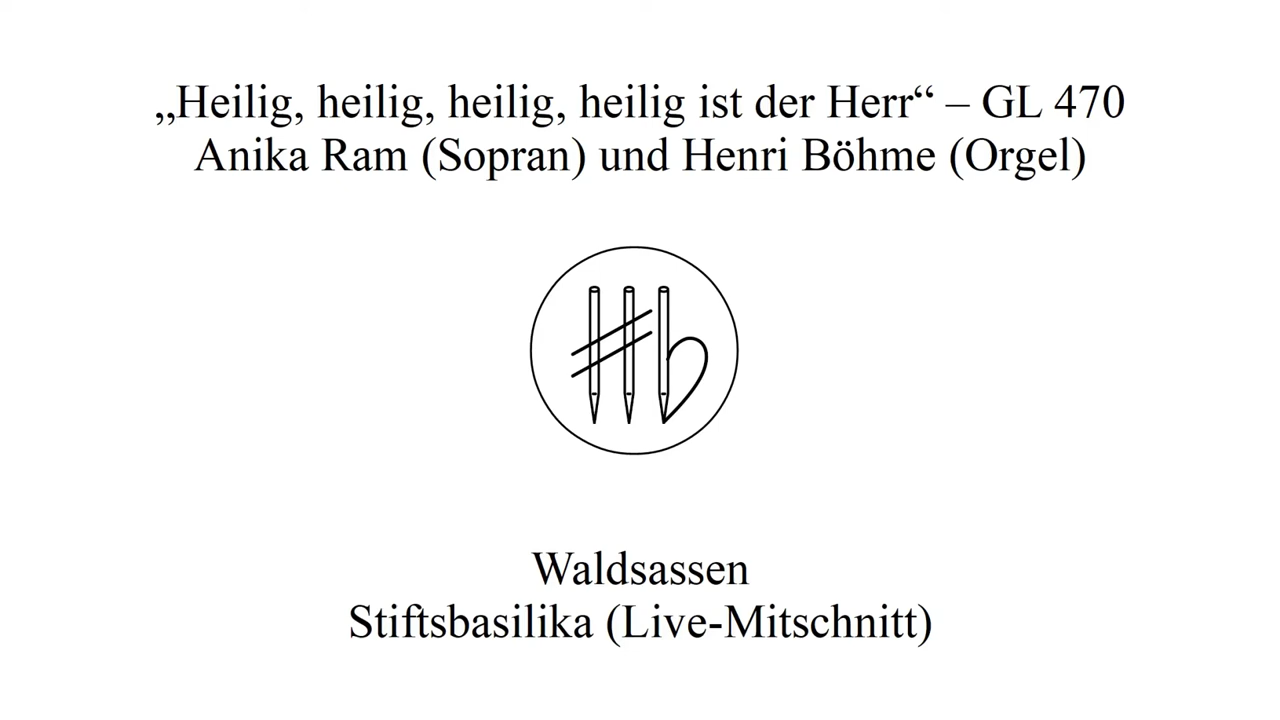 „Heilig, heilig, heilig, heilig ist der Herr“ – GL 470
Anika Ram (Sopran) und Henri Böhme (Orgel)
Waldsassen
Stiftsbasilika (Live-Mitschnitt)